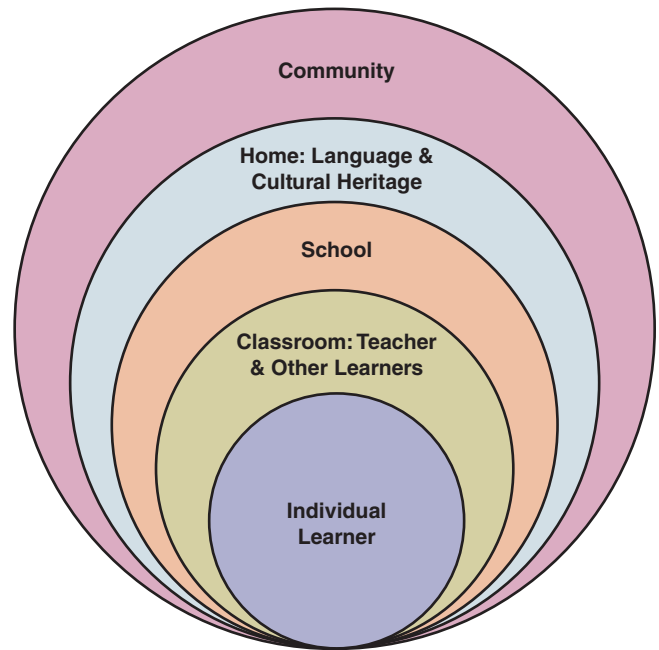 Community
Home: Language &
Cultural Heritage
School
Classroom: Teacher
& Other Learners
Individual
Learner